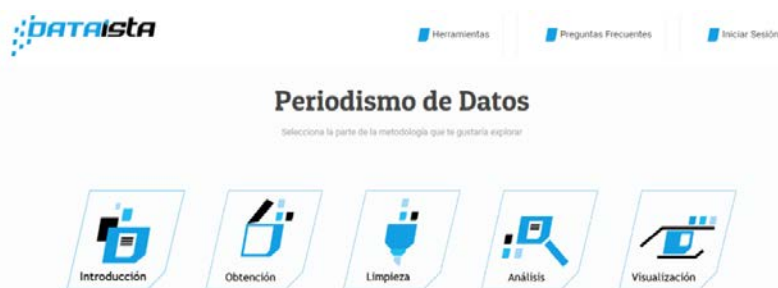 DATAISTA
Herramientas
Preguntas Frecuentes
Iniciar Sesión
Periodismo de Datos
Selecciona la parte de la metodología que te gustaría explorar
Introducción
Obtención
Limpieza
Análisis
Visualización